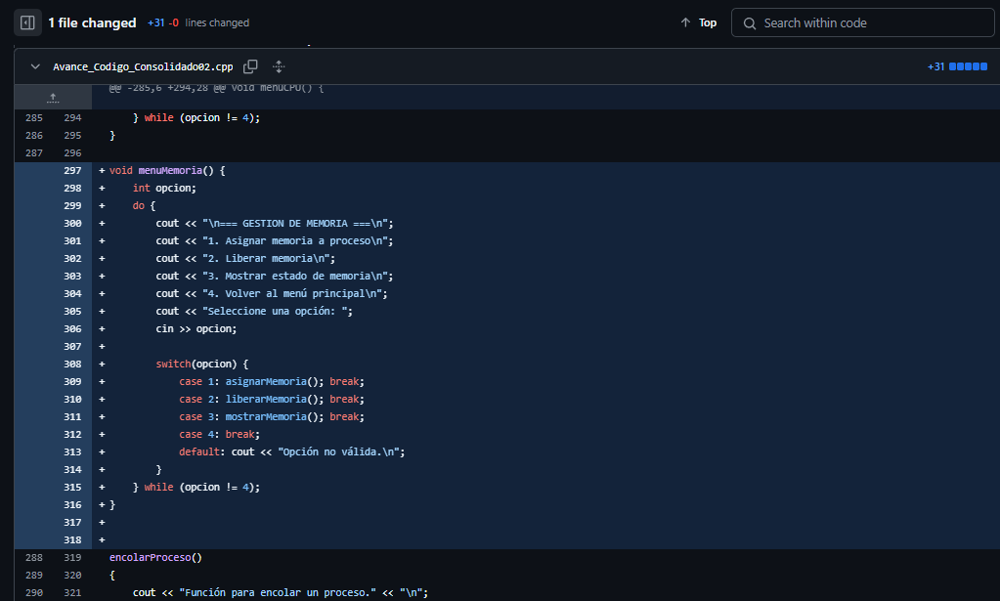 1 file changed +31 -0 lines changed Top Search within code
Avance_Codigo_Consolidado02.cpp +31
@@ -285,6 +294,28 @@ void menuCPU() {
285 294 } while (opcion != 4);
286 295 }
287 296
297 + void menuMemoria() {
298 + int opcion;
299 + do {
300 + cout << "\n=== GESTION DE MEMORIA ===\n";
301 + cout << "1. Asignar memoria a proceso\n";
302 + cout << "2. Liberar memoria\n";
303 + cout << "3. Mostrar estado de memoria\n";
304 + cout << "4. Volver al menú principal\n";
305 + cout << "Seleccione una opción: ";
306 + cin >> opcion;
307 +
308 + switch(opcion) {
309 + case 1: asignarMemoria(); break;
310 + case 2: liberarMemoria(); break;
311 + case 3: mostrarMemoria(); break;
312 + case 4: break;
313 + default: cout << "Opción no válida.\n";
314 + }
315 + } while (opcion != 4);
316 + }
317 +
318 +
288 319 encolarProceso()
289 320 {
290 321 cout << "Función para encolar un proceso." << "\n";